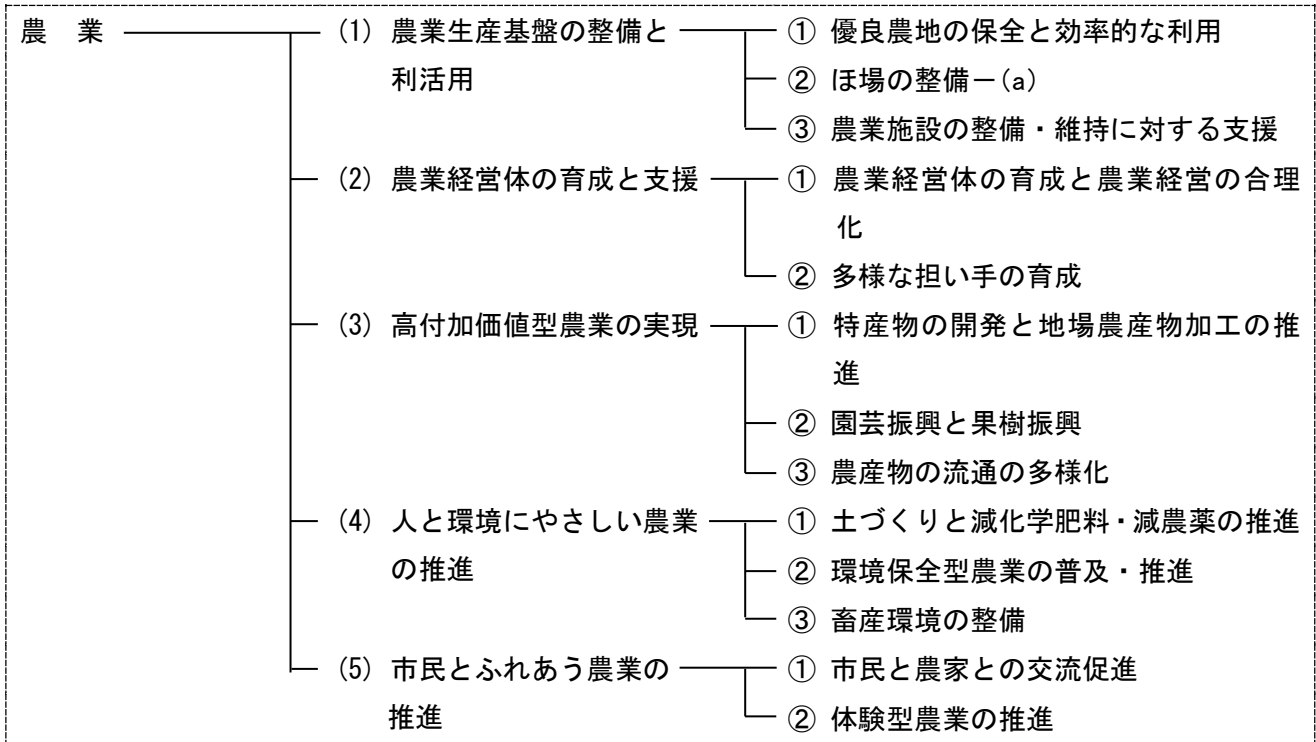 農　業
(1) 農業生産基盤の整備と
利活用
① 優良農地の保全と効率的な利用
② ほ場の整備－(a)
③ 農業施設の整備・維持に対する支援
(2) 農業経営体の育成と支援
① 農業経営体の育成と農業経営の合理
化
② 多様な担い手の育成
(3) 高付加価値型農業の実現
① 特産物の開発と地場農産物加工の推
進
② 園芸振興と果樹振興
③ 農産物の流通の多様化
(4) 人と環境にやさしい農業
の推進
① 土づくりと減化学肥料・減農薬の推進
② 環境保全型農業の普及・推進
③ 畜産環境の整備
(5) 市民とふれあう農業の
推進
① 市民と農家との交流促進
② 体験型農業の推進